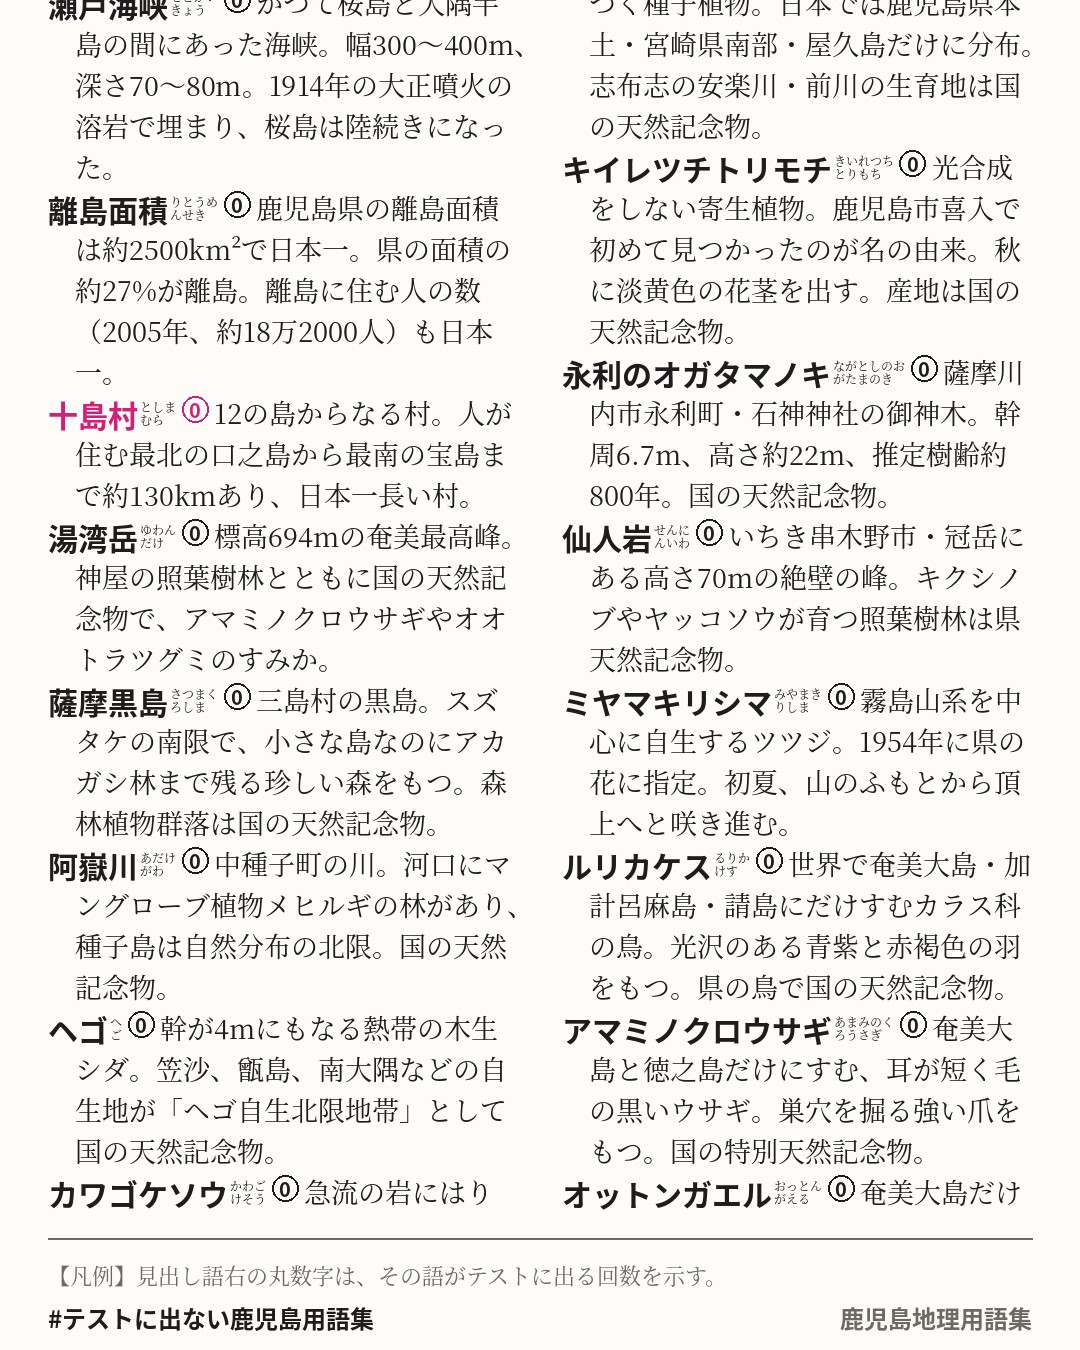 瀬戸海峡 きょう 0 かつて桜島と大隅半
島の間にあった海峡。幅300〜400m、
深さ70〜80m。1914年の大正噴火の
溶岩で埋まり、桜島は陸続きになっ
た。
離島面積 りとうめんせき 0 鹿児島県の離島面積
は約2500km²で日本一。県の面積の
約27%が離島。離島に住む人の数
（2005年、約18万2000人）も日本
一。
十島村 としまむら 0 12の島からなる村。人が
住む最北の口之島から最南の宝島ま
で約130kmあり、日本一長い村。
湯湾岳 ゆわんだけ 0 標高694mの奄美最高峰。
神屋の照葉樹林とともに国の天然記
念物で、アマミノクロウサギやオオ
トラツグミのすみか。
薩摩黒島 さつまくろしま 0 三島村の黒島。スズ
タケの南限で、小さな島なのにアカ
ガシ林まで残る珍しい森をもつ。森
林植物群落は国の天然記念物。
阿嶽川 あだけがわ 0 中種子町の川。河口にマ
ングローブ植物メヒルギの林があり、
種子島は自然分布の北限。国の天然
記念物。
ヘゴ へご 0 幹が4mにもなる熱帯の木生
シダ。笠沙、甑島、南大隅などの自
生地が「ヘゴ自生北限地帯」として
国の天然記念物。
カワゴケソウ かわごけそう 0 急流の岩にはり
つく種子植物。日本では鹿児島県本
土・宮崎県南部・屋久島だけに分布。
志布志の安楽川・前川の生育地は国
の天然記念物。
キイレツチトリモチ きいれつちとりもち 0 光合成
をしない寄生植物。鹿児島市喜入で
初めて見つかったのが名の由来。秋
に淡黄色の花茎を出す。産地は国の
天然記念物。
永利のオガタマノキ ながとしのおがたまのき 0 薩摩川
内市永利町・石神神社の御神木。幹
周6.7m、高さ約22m、推定樹齢約
800年。国の天然記念物。
仙人岩 せんにんいわ 0 いちき串木野市・冠岳に
ある高さ70mの絶壁の峰。キクシノ
ブやヤッコソウが育つ照葉樹林は県
天然記念物。
ミヤマキリシマ みやまきりしま 0 霧島山系を中
心に自生するツツジ。1954年に県の
花に指定。初夏、山のふもとから頂
上へと咲き進む。
ルリカケス るりかけす 0 世界で奄美大島・加
計呂麻島・請島にだけすむカラス科
の鳥。光沢のある青紫と赤褐色の羽
をもつ。県の鳥で国の天然記念物。
アマミノクロウサギ あまみのくろうさぎ 0 奄美大
島と徳之島だけにすむ、耳が短く毛
の黒いウサギ。巣穴を掘る強い爪を
もつ。国の特別天然記念物。
オットンガエル おっとんがえる 0 奄美大島だけ
【凡例】見出し語右の丸数字は、その語がテストに出る回数を示す。
#テストに出ない鹿児島用語集
鹿児島地理用語集